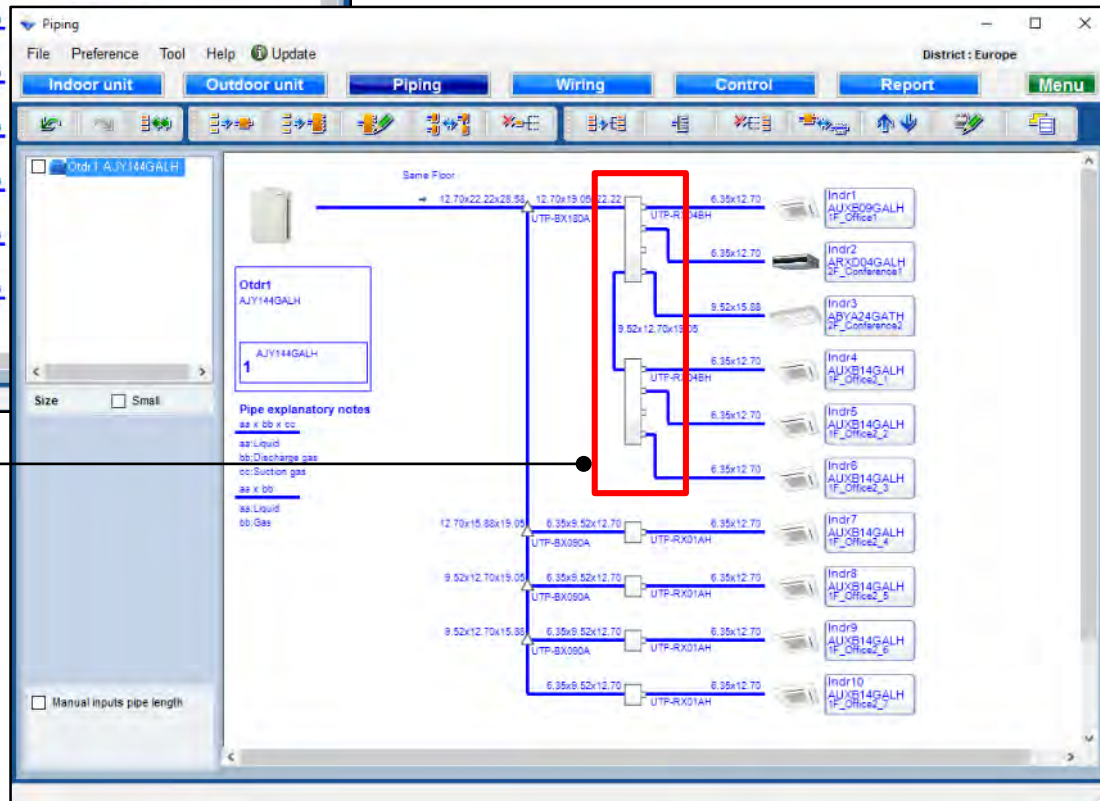 Piping
File Preference Tool Help Update District : Europe
Indoor unit Outdoor unit Piping Wiring Control Report Menu
Otdr1 AJY144GALH
Size Small
Manual inputs pipe length
Same Floor
12.70x22.22x28.58 12.70x19.05x22.22
UTP-BX180A
UTP-RX04BH
6.35x12.70
Indr1
AUXB09GALH
1F_Office1
6.35x12.70
Indr2
ARXD04GALH
2F_Conference1
9.52x15.88
Indr3
ABYA24GATH
2F_Conference2
9.52x12.70x19.05
6.35x12.70
UTP-RX04BH
Indr4
AUXB14GALH
1F_Office2_1
6.35x12.70
Indr5
AUXB14GALH
1F_Office2_2
6.35x12.70
Indr6
AUXB14GALH
1F_Office2_3
Otdr1
AJY144GALH
1 AJY144GALH
Pipe explanatory notes
aa x bb x cc
aa:Liquid
bb:Discharge gas
cc:Suction gas
aa x bb
aa:Liquid
bb:Gas
12.70x15.88x19.05 6.35x9.52x12.70 6.35x12.70
UTP-BX090A UTP-RX01AH
Indr7
AUXB14GALH
1F_Office2_4
9.52x12.70x19.05 6.35x9.52x12.70 6.35x12.70
UTP-BX090A UTP-RX01AH
Indr8
AUXB14GALH
1F_Office2_5
9.52x12.70x15.88 6.35x9.52x12.70 6.35x12.70
UTP-BX090A UTP-RX01AH
Indr9
AUXB14GALH
1F_Office2_6
6.35x9.52x12.70 6.35x12.70
UTP-RX01AH
Indr10
AUXB14GALH
1F_Office2_7